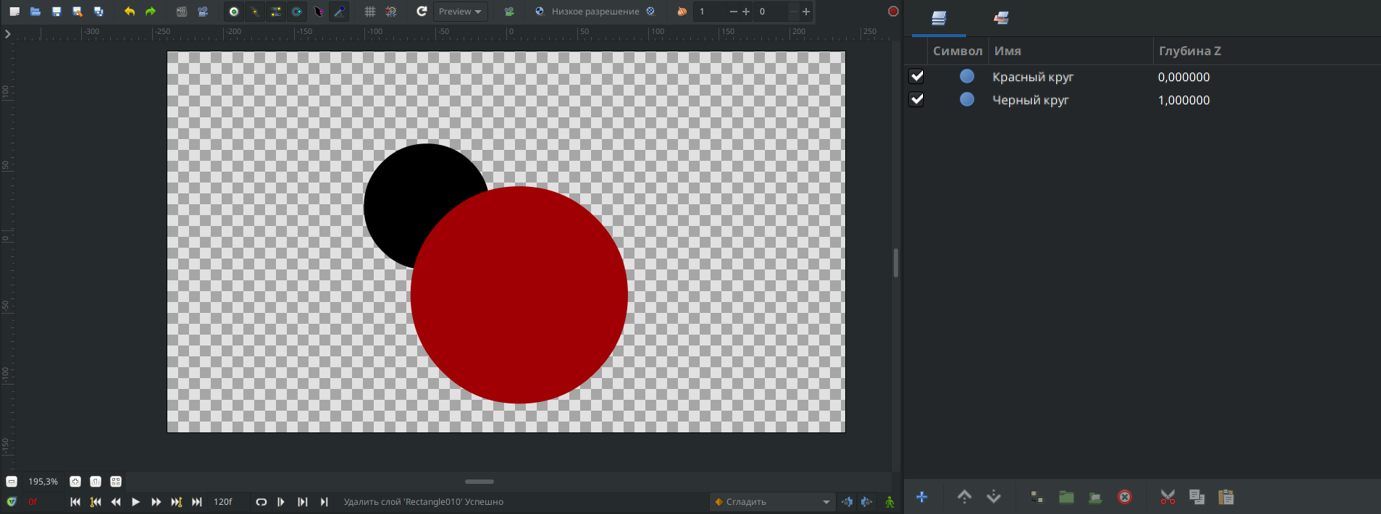 Preview
Низкое разрешение
1
0
-300 -250 -200 -150 -100 -50 0 50 100 150 200 250
100
50
0
-50
-100
-150
Символ Имя Глубина Z
Красный круг 0,000000
Черный круг 1,000000
195,3%
0f
120f
Удалить слой 'Rectangle010' Успешно
Сгладить